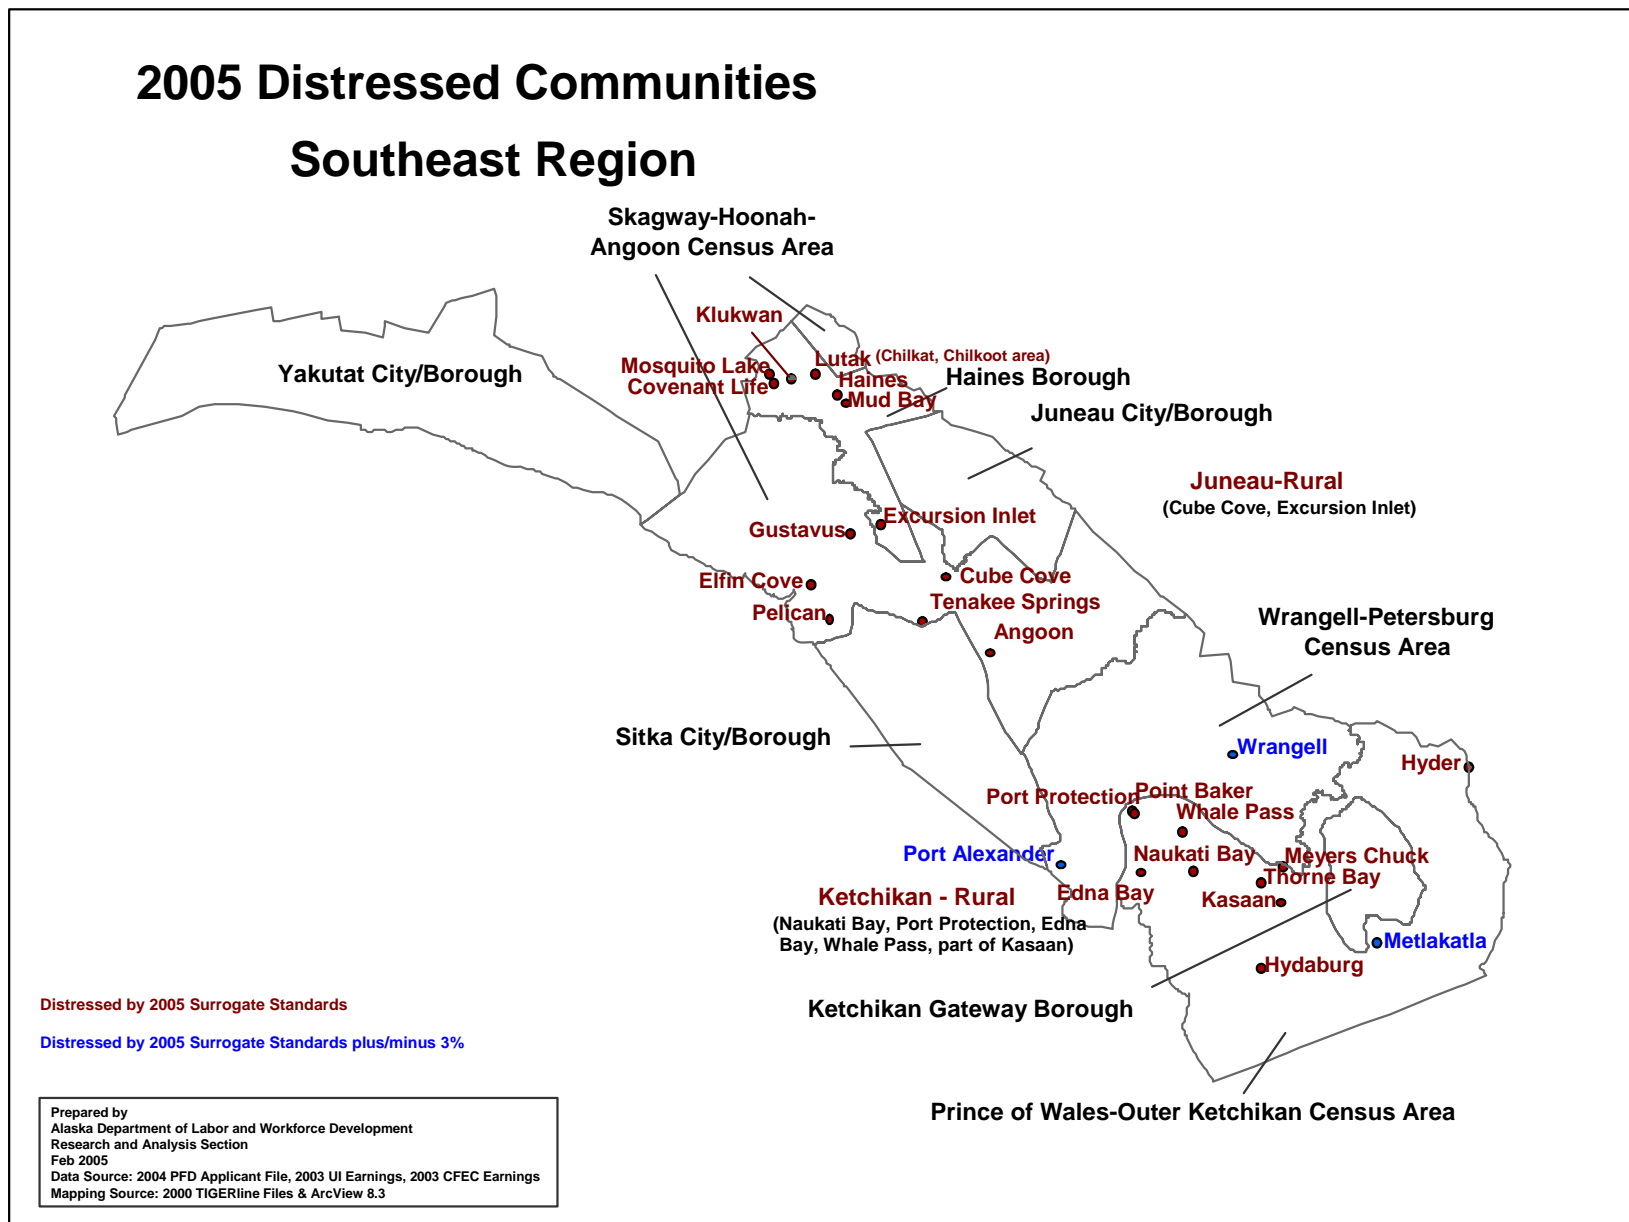 2005 Distressed Communities
Southeast Region
Skagway-Hoonah-
Angoon Census Area
Klukwan
Lutak (Chilkat, Chilkoot area)
Mosquito Lake
Yakutat City/Borough
Haines Borough
Haines
Covenant Life
Mud Bay
Juneau City/Borough
Juneau-Rural
(Cube Cove, Excursion Inlet)
Excursion Inlet
Gustavus
Cube Cove
Elfin Cove
Tenakee Springs
Pelican
Angoon
Wrangell-Petersburg
Census Area
Sitka City/Borough
Wrangell
Hyder
Point Baker
Port Protection
Whale Pass
Port Alexander
Naukati Bay
Meyers Chuck
Thorne Bay
Edna Bay
Kasaan
Ketchikan - Rural
(Naukati Bay, Port Protection, Edna
Bay, Whale Pass, part of Kasaan)
Metlakatla
Hydaburg
Ketchikan Gateway Borough
Distressed by 2005 Surrogate Standards
Distressed by 2005 Surrogate Standards plus/minus 3%
Prince of Wales-Outer Ketchikan Census Area
Prepared by
Alaska Department of Labor and Workforce Development
Research and Analysis Section
Feb 2005
Data Source: 2004 PFD Applicant File, 2003 UI Earnings, 2003 CFEC Earnings
Mapping Source: 2000 TIGERline Files & ArcView 8.3